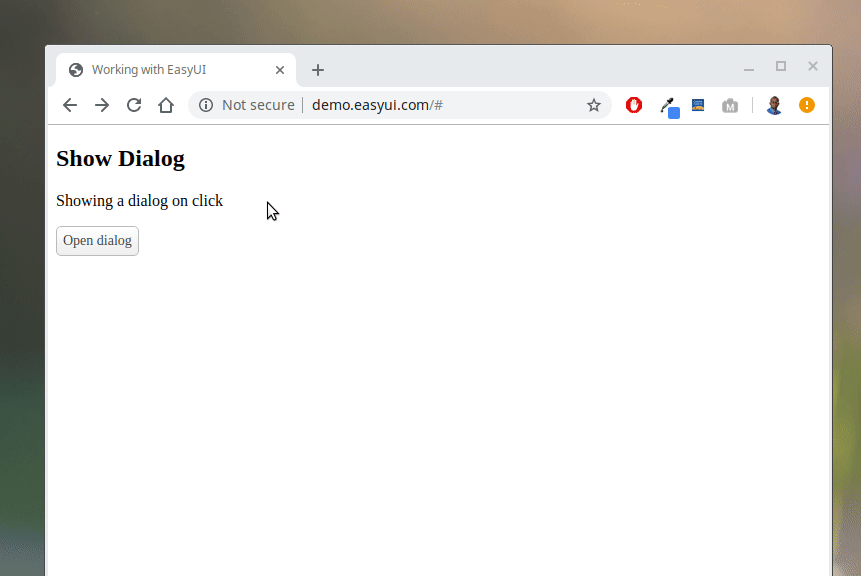 Working with EasyUI
Not secure | demo.easyui.com/#
M
Show Dialog
Showing a dialog on click
Open dialog